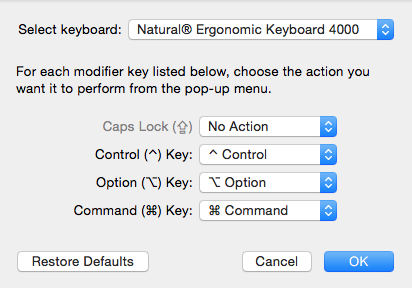 Select keyboard: Natural® Ergonomic Keyboard 4000
For each modifier key listed below, choose the action you
want it to perform from the pop-up menu.
Caps Lock (⇪) No Action
Control (^) Key: ^ Control
Option (⌥) Key: ⌥ Option
Command (⌘) Key: ⌘ Command
Restore Defaults Cancel OK